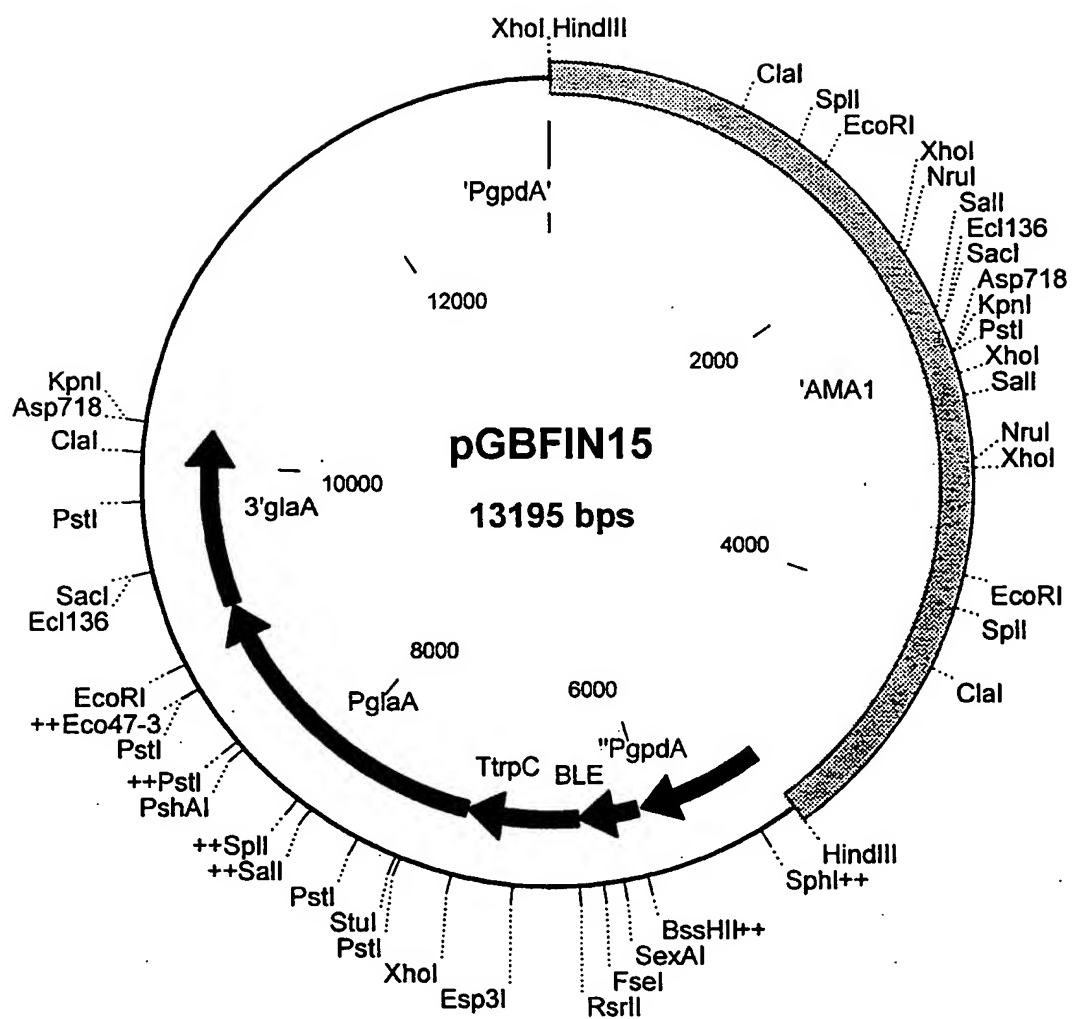 XhoI HindIII
ClaI
SplI
EcoRI
XhoI
NruI
SalI
Ecl136
SacI
Asp718
KpnI
PstI
XhoI
SalI
NruI
XhoI
EcoRI
SplI
ClaI
HindIII
SphI++
BssHII++
SexAI
FseI
RsrII
Esp3I
XhoI
PstI
StuI
PstI
++SalI
++SplI
PshAI
++PstI
PstI
++Eco47-3
EcoRI
Ecl136
SacI
PstI
ClaI
Asp718
KpnI
'PgpdA'
12000
2000
'AMA1
pGBFIN15
13195 bps
10000
3'glaA
4000
8000
PglaA
6000
"PgpdA
TtrpC
BLE